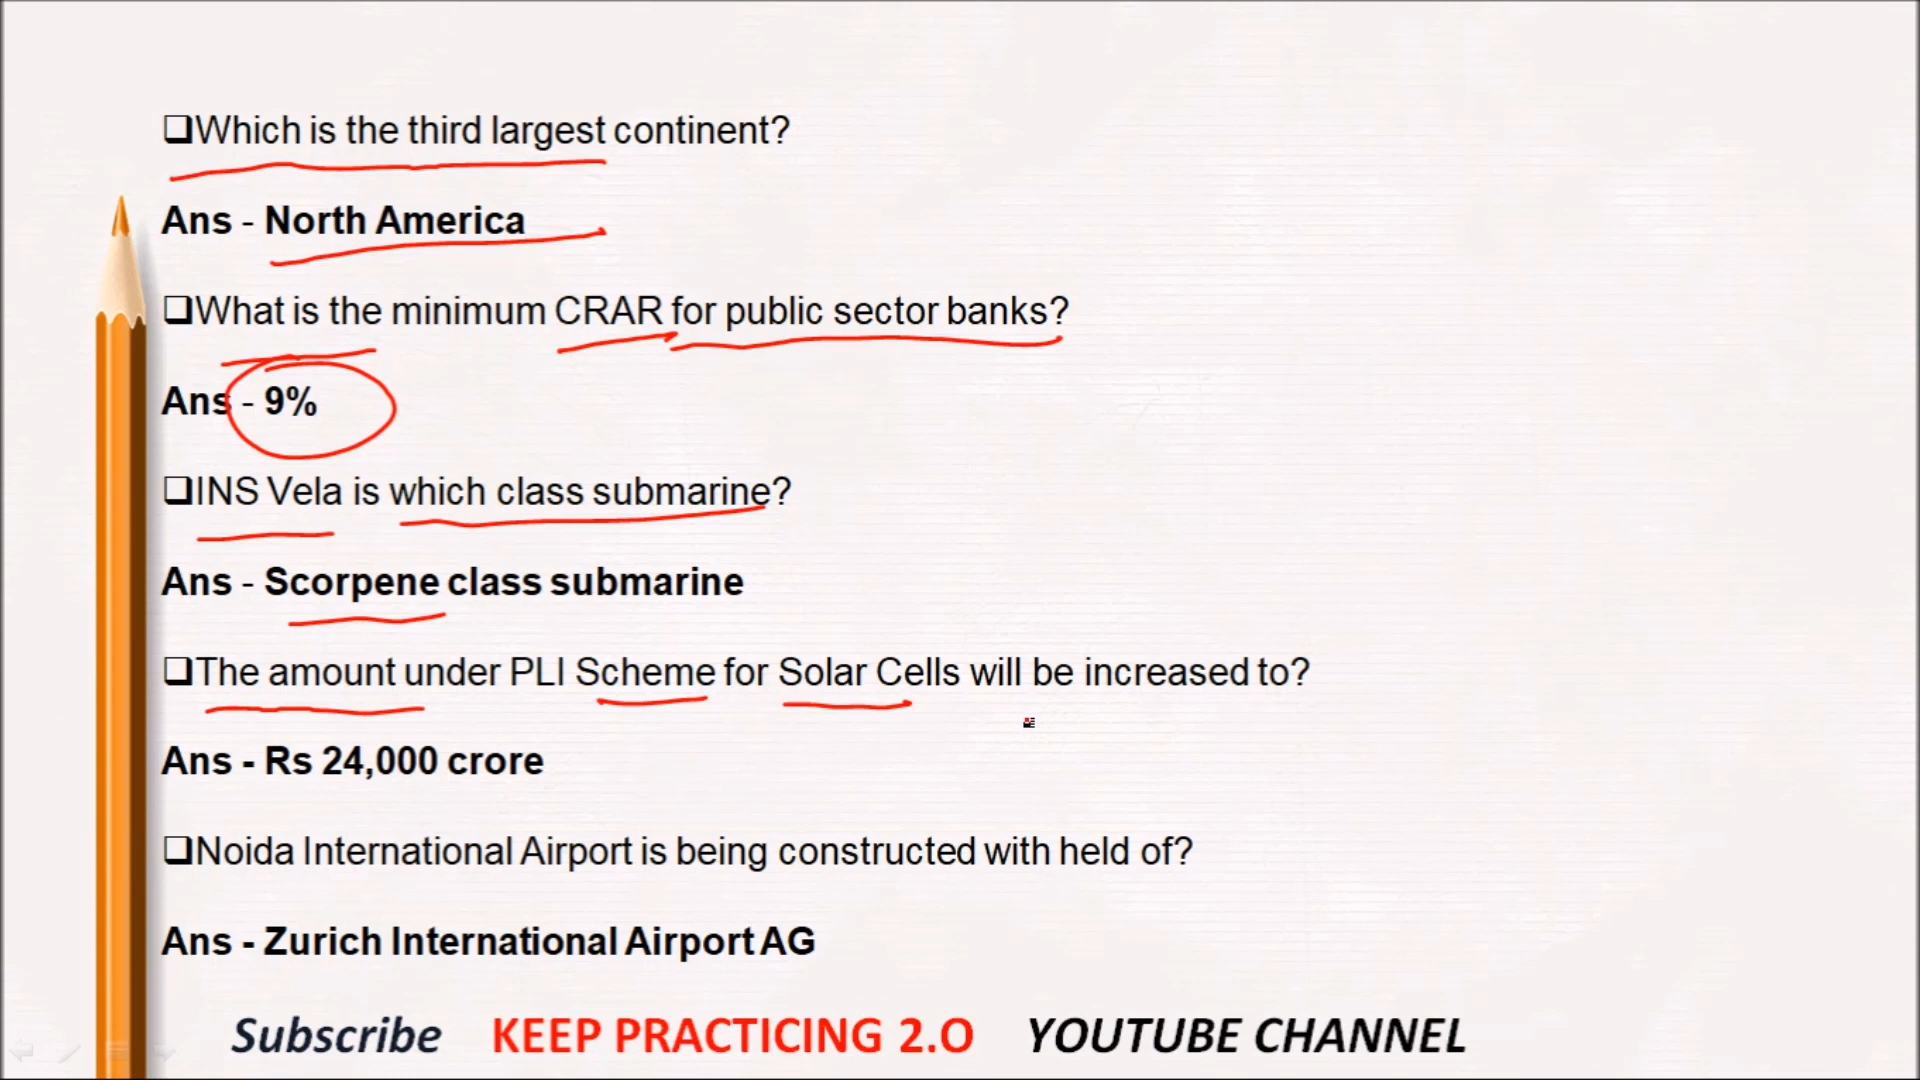 ❑Which is the third largest continent?
Ans - North America
❑What is the minimum CRAR for public sector banks?
Ans - 9%
❑INS Vela is which class submarine?
Ans - Scorpene class submarine
❑The amount under PLI Scheme for Solar Cells will be increased to?
Ans - Rs 24,000 crore
❑Noida International Airport is being constructed with held of?
Ans - Zurich International Airport AG
Subscribe KEEP PRACTICING 2.O YOUTUBE CHANNEL